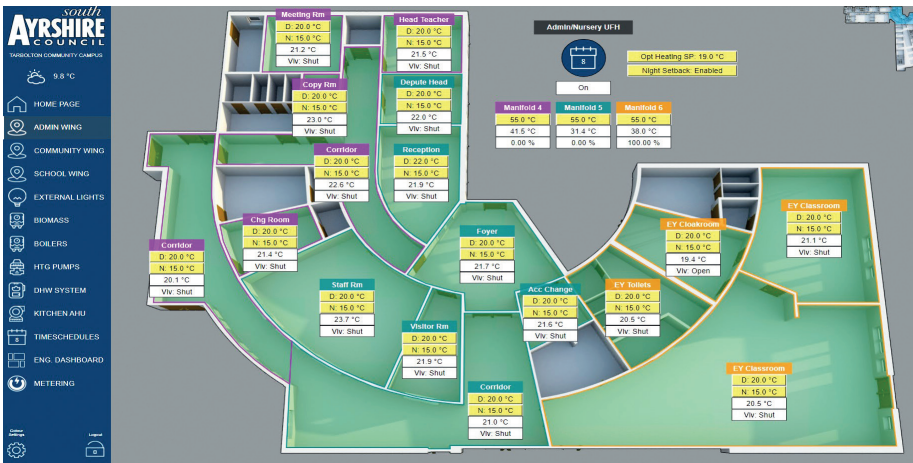 south
AYRSHIRE
COUNCIL
TARBOLTON COMMUNITY CAMPUS
9.8 °C
HOME PAGE
ADMIN WING
COMMUNITY WING
SCHOOL WING
EXTERNAL LIGHTS
BIOMASS
BOILERS
HTG PUMPS
DHW SYSTEM
KITCHEN AHU
TIMESCHEDULES
8
ENG. DASHBOARD
METERING
Colour
Settings
Logout
Meeting Rm
D: 20.0 °C
N: 15.0 °C
21.2 °C
Vlv: Shut
Head Teacher
D: 20.0 °C
N: 15.0 °C
21.5 °C
Vlv: Shut
Copy Rm
D: 20.0 °C
N: 15.0 °C
23.0 °C
Vlv: Shut
Depute Head
D: 20.0 °C
N: 15.0 °C
22.0 °C
Vlv: Shut
Corridor
D: 20.0 °C
N: 15.0 °C
22.6 °C
Vlv: Shut
Reception
D: 22.0 °C
N: 15.0 °C
21.9 °C
Vlv: Shut
Admin/Nursery UFH
8
On
Opt Heating SP: 19.0 °C
Night Setback: Enabled
Manifold 4
55.0 °C
41.5 °C
0.00 %
Manifold 5
55.0 °C
31.4 °C
0.00 %
Manifold 6
55.0 °C
38.0 °C
100.00 %
Corridor
D: 20.0 °C
N: 15.0 °C
20.1 °C
Vlv: Shut
Chg Room
D: 20.0 °C
N: 15.0 °C
21.4 °C
Vlv: Shut
Foyer
D: 20.0 °C
N: 15.0 °C
21.7 °C
Vlv: Shut
EY Cloakroom
D: 20.0 °C
N: 15.0 °C
19.4 °C
Vlv: Open
EY Classroom
D: 20.0 °C
N: 15.0 °C
21.1 °C
Vlv: Shut
Staff Rm
D: 20.0 °C
N: 15.0 °C
23.7 °C
Vlv: Shut
Visitor Rm
D: 20.0 °C
N: 15.0 °C
21.9 °C
Vlv: Shut
Acc Change
D: 20.0 °C
N: 15.0 °C
21.6 °C
Vlv: Shut
EY Toilets
D: 20.0 °C
N: 15.0 °C
20.5 °C
Vlv: Shut
Corridor
D: 20.0 °C
N: 15.0 °C
21.0 °C
Vlv: Shut
EY Classroom
D: 20.0 °C
N: 15.0 °C
20.5 °C
Vlv: Shut